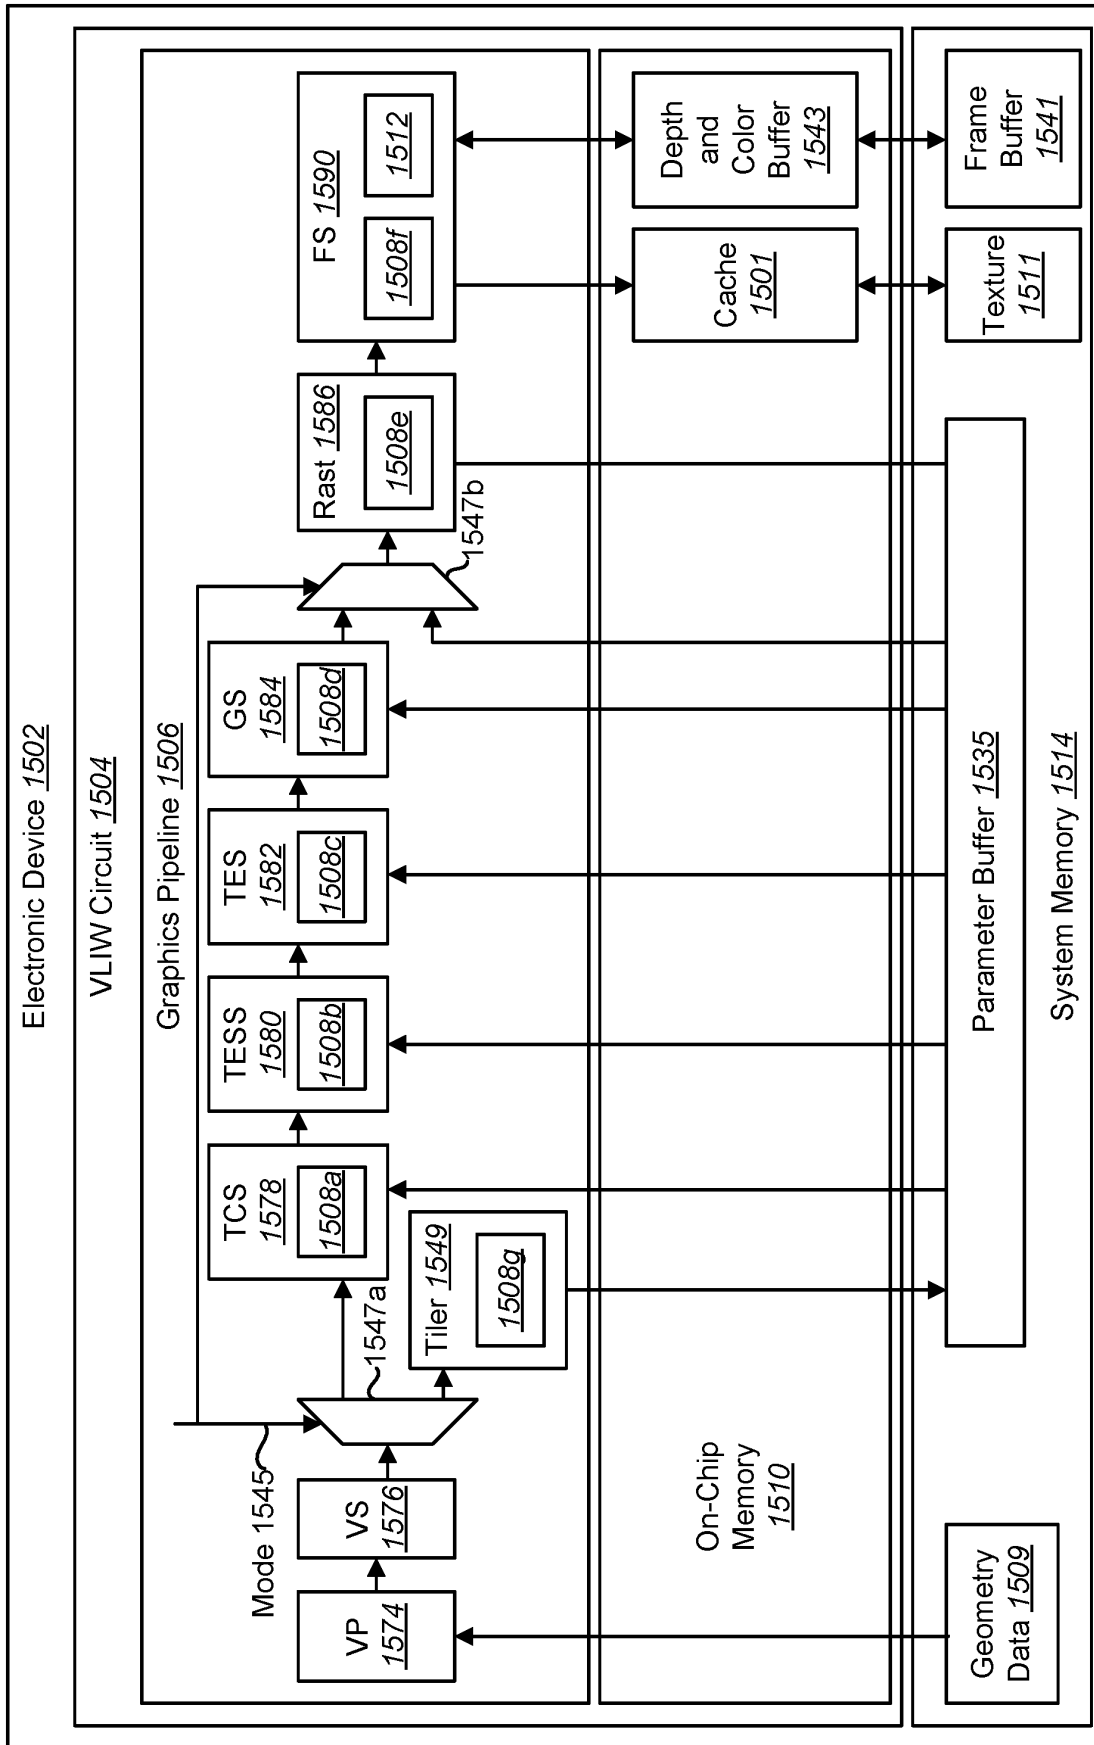 Electronic Device 1502
VLIW Circuit 1504
Graphics Pipeline 1506
Mode 1545
VP
1574
VS
1576
1547a
TCS
1578
1508a
TESS
1580
1508b
TES
1582
1508c
GS
1584
1508d
1547b
Rast 1586
1508e
FS 1590
1508f
1512
Tiler 1549
1508g
On-Chip
Memory
1510
Cache
1501
Depth
and
Color
Buffer
1543
Geometry
Data 1509
Parameter Buffer 1535
System Memory 1514
Texture
1511
Frame
Buffer
1541